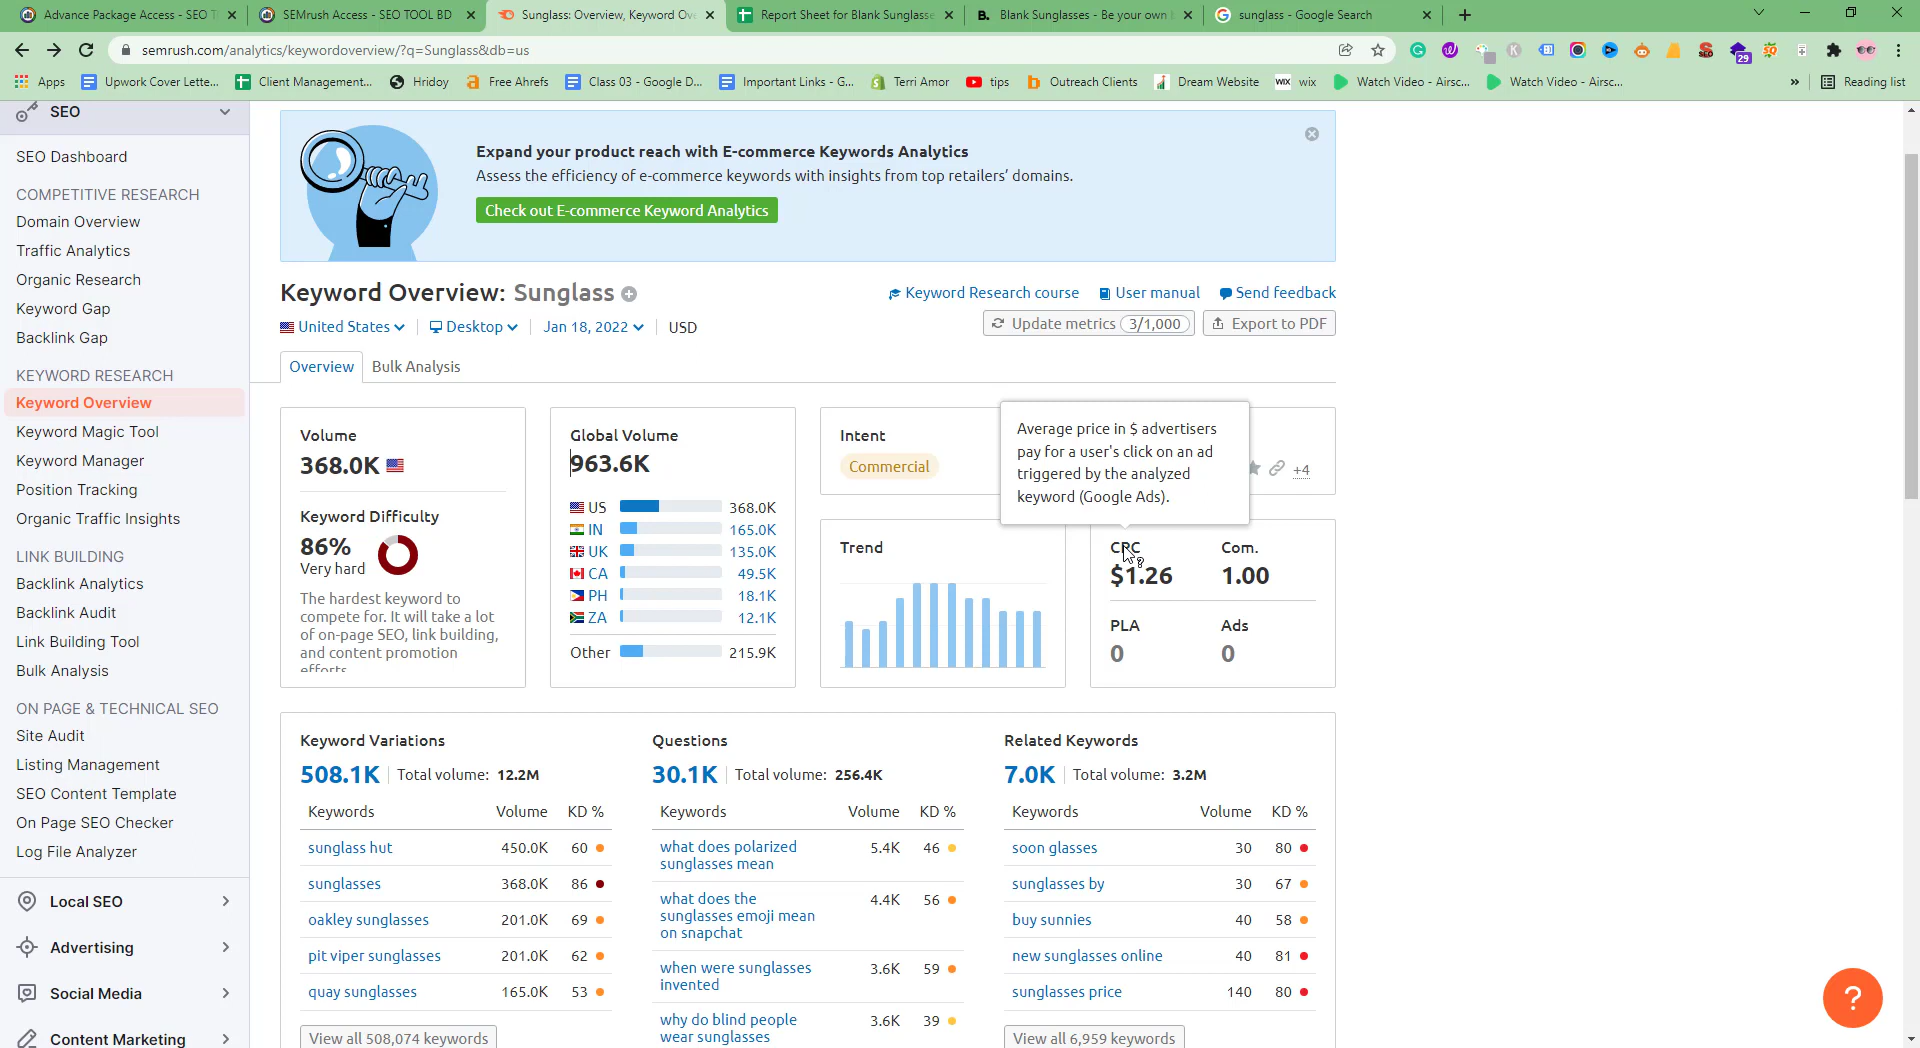 Advance Package Access - SEO T
SEMrush Access - SEO TOOL BD
Sunglass: Overview, Keyword Ov
Report Sheet for Blank Sunglasse
B. Blank Sunglasses - Be your own
sunglass - Google Search
semrush.com/analytics/keywordoverview/?q=Sunglass&db=us
29
Apps
Upwork Cover Lette...
Client Management...
Hridoy
Free Ahrefs
Class 03 - Google D...
Important Links - G...
Terri Amor
tips
Outreach Clients
Dream Website
WIX wix
Watch Video - Airsc...
Watch Video - Airsc...
»
Reading list
SEO
SEO Dashboard
COMPETITIVE RESEARCH
Domain Overview
Traffic Analytics
Organic Research
Keyword Gap
Backlink Gap
KEYWORD RESEARCH
Keyword Overview
Keyword Magic Tool
Keyword Manager
Position Tracking
Organic Traffic Insights
LINK BUILDING
Backlink Analytics
Backlink Audit
Link Building Tool
Bulk Analysis
ON PAGE & TECHNICAL SEO
Site Audit
Listing Management
SEO Content Template
On Page SEO Checker
Log File Analyzer
Local SEO
Advertising
Social Media
Content Marketing
Expand your product reach with E-commerce Keywords Analytics
Assess the efficiency of e-commerce keywords with insights from top retailers’ domains.
Check out E-commerce Keyword Analytics
Keyword Overview: Sunglass
Keyword Research course
User manual
Send feedback
United States
Desktop
Jan 18, 2022
USD
Update metrics 3/1,000
Export to PDF
Overview
Bulk Analysis
Volume
368.0K
Keyword Difficulty
86%
Very hard
The hardest keyword to
compete for. It will take a lot
of on-page SEO, link building,
and content promotion
efforts.
Global Volume
963.6K
US 368.0K
IN 165.0K
UK 135.0K
CA 49.5K
PH 18.1K
ZA 12.1K
Other 215.9K
Intent
Commercial
Average price in $ advertisers
pay for a user's click on an ad
triggered by the analyzed
keyword (Google Ads).
+4
Trend
CPC Com.
$1.26 1.00
PLA Ads
0 0
Keyword Variations
508.1K Total volume: 12.2M
Keywords Volume KD %
sunglass hut 450.0K 60
sunglasses 368.0K 86
oakley sunglasses 201.0K 69
pit viper sunglasses 201.0K 62
quay sunglasses 165.0K 53
View all 508,074 keywords
Questions
30.1K Total volume: 256.4K
Keywords Volume KD %
what does polarized 5.4K 46
sunglasses mean
what does the 4.4K 56
sunglasses emoji mean
on snapchat
when were sunglasses 3.6K 59
invented
why do blind people 3.6K 39
wear sunglasses
Related Keywords
7.0K Total volume: 3.2M
Keywords Volume KD %
soon glasses 30 80
sunglasses by 30 67
buy sunnies 40 58
new sunglasses online 40 81
sunglasses price 140 80
View all 6,959 keywords
?